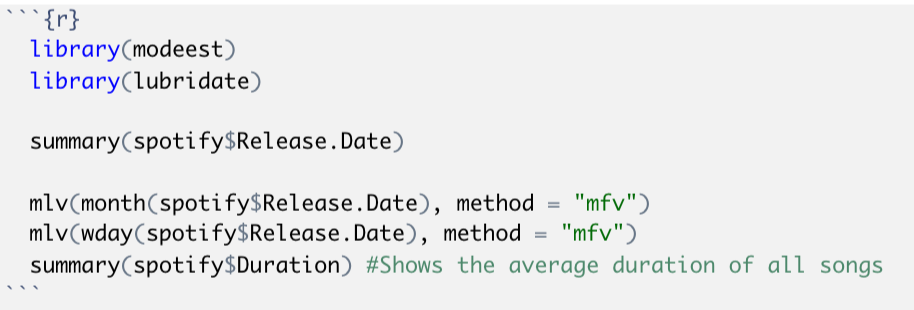 ```{r}
library(modeest)
library(lubridate)
summary(spotify$Release.Date)
mlv(month(spotify$Release.Date), method = "mfv")
mlv(wday(spotify$Release.Date), method = "mfv")
summary(spotify$Duration) #Shows the average duration of all songs
```